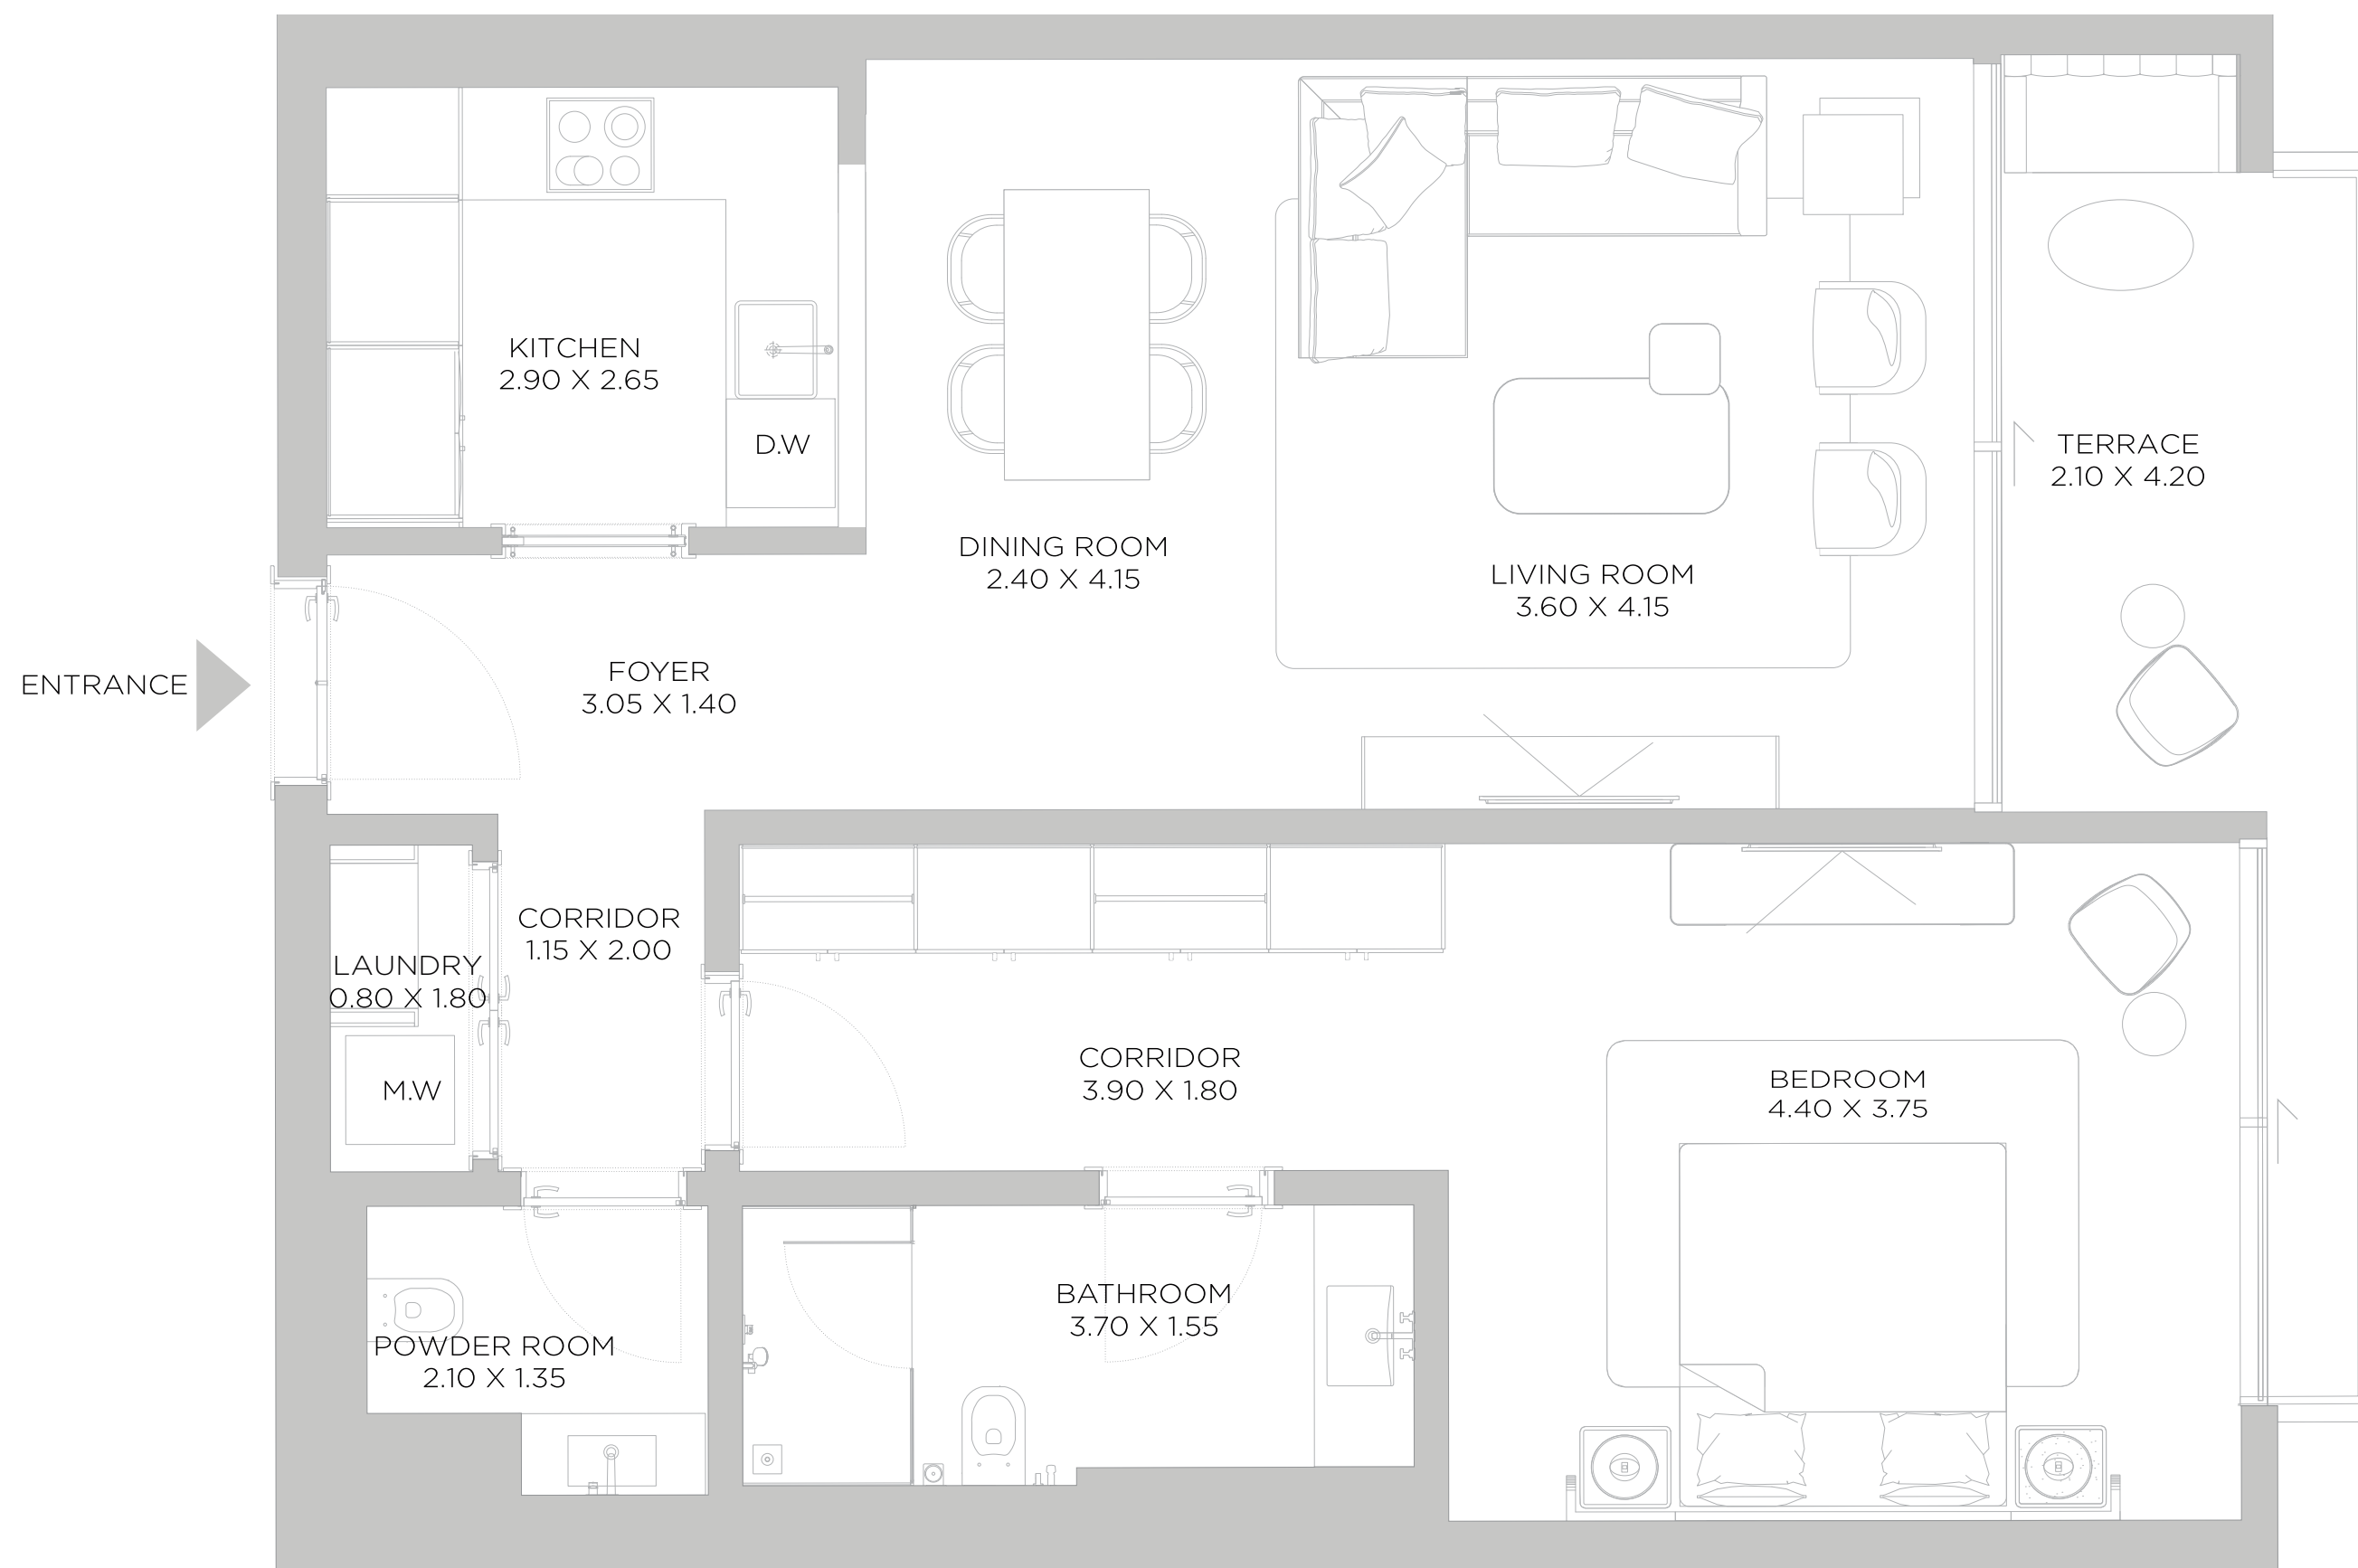 KITCHEN
2.90 X 2.65
D.W
TERRACE
2.10 X 4.20
DINING ROOM
2.40 X 4.15
LIVING ROOM
3.60 X 4.15
ENTRANCE
FOYER
3.05 X 1.40
CORRIDOR
1.15 X 2.00
LAUNDRY
0.80 X 1.80
M.W
CORRIDOR
3.90 X 1.80
BEDROOM
4.40 X 3.75
BATHROOM
3.70 X 1.55
POWDER ROOM
2.10 X 1.35